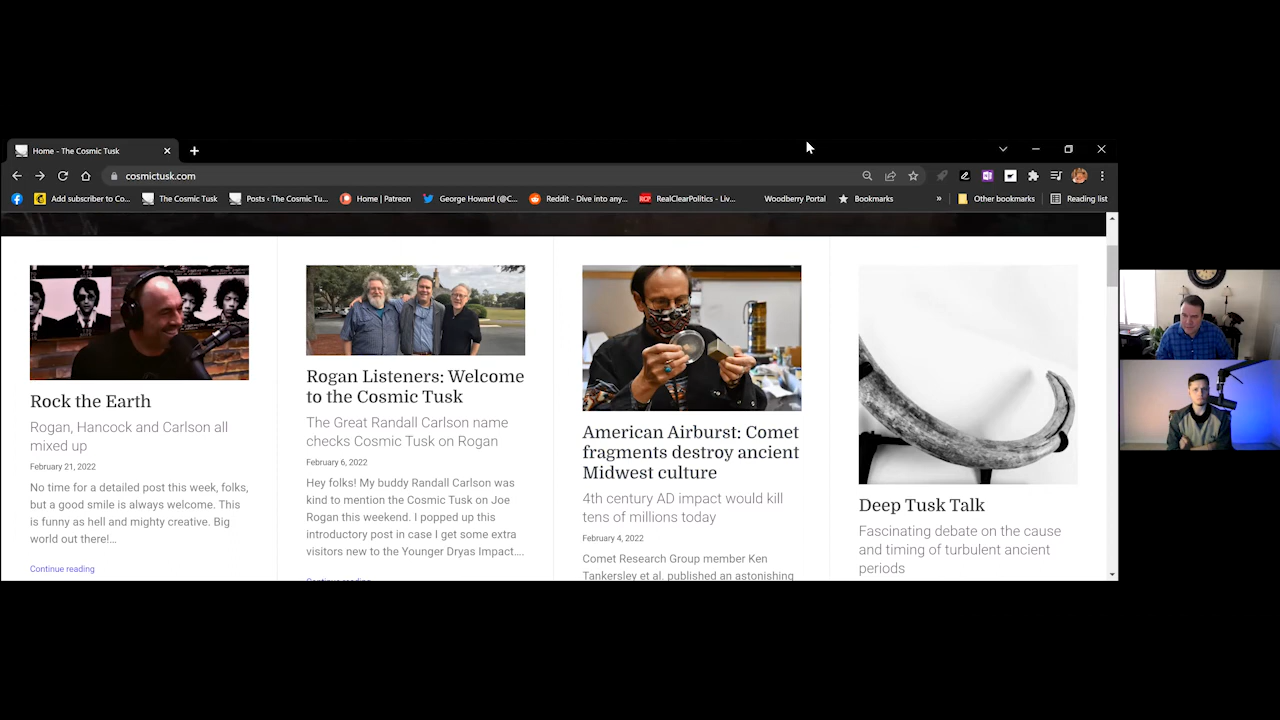 Home - The Cosmic Tusk
cosmictusk.com
Add subscriber to Co...
The Cosmic Tusk
Posts ‹ The Cosmic Tu...
Home | Patreon
George Howard (@C...
Reddit - Dive into any...
RCP
RealClearPolitics - Liv...
Woodberry Portal
Bookmarks
»
Other bookmarks
Reading list
Rock the Earth
Rogan, Hancock and Carlson all
mixed up
February 21, 2022
No time for a detailed post this week, folks,
but a good smile is always welcome. This
is funny as hell and mighty creative. Big
world out there!...
Continue reading
Rogan Listeners: Welcome
to the Cosmic Tusk
The Great Randall Carlson name
checks Cosmic Tusk on Rogan
February 6, 2022
Hey folks! My buddy Randall Carlson was
kind to mention the Cosmic Tusk on Joe
Rogan this weekend. I popped up this
introductory post in case I get some extra
visitors new to the Younger Dryas Impact....
Continue reading
American Airburst: Comet
fragments destroy ancient
Midwest culture
4th century AD impact would kill
tens of millions today
February 4, 2022
Comet Research Group member Ken
Tankersley et al. published an astonishing
Deep Tusk Talk
Fascinating debate on the cause
and timing of turbulent ancient
periods